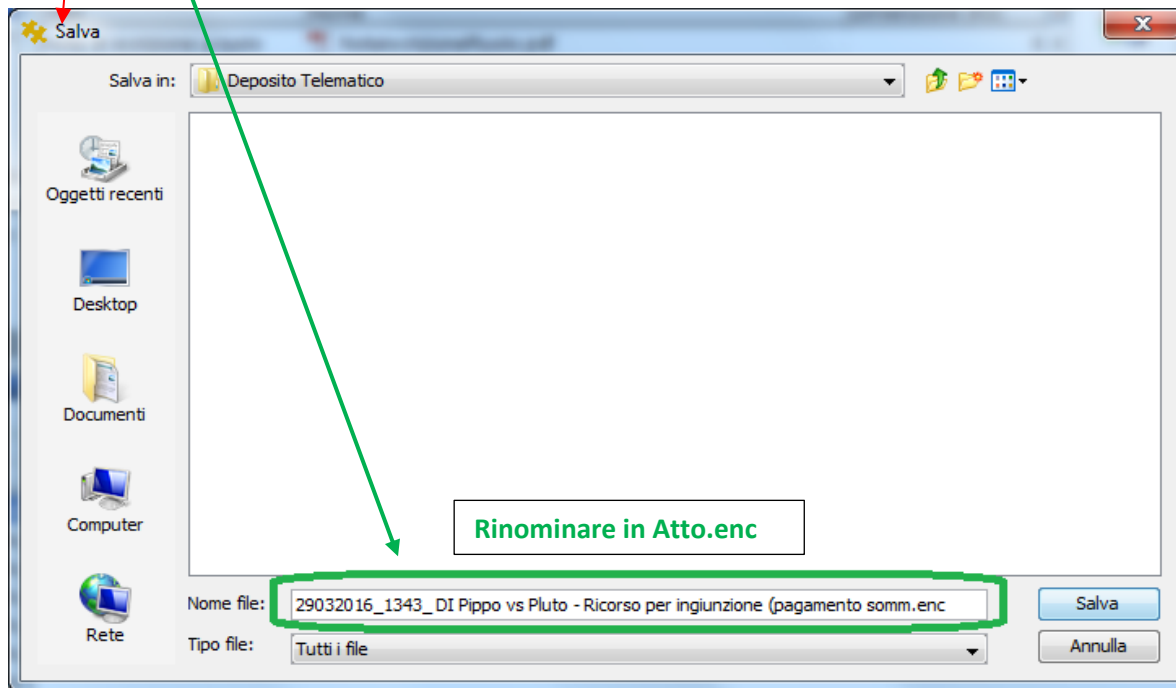 Salva
Salva in: Deposito Telematico
Oggetti recenti
Desktop
Documenti
Computer
Rinominare in Atto.enc
Rete
Nome file: 29032016_1343_ DI Pippo vs Pluto - Ricorso per ingiunzione (pagamento somm.enc Salva
Tipo file: Tutti i file Annulla